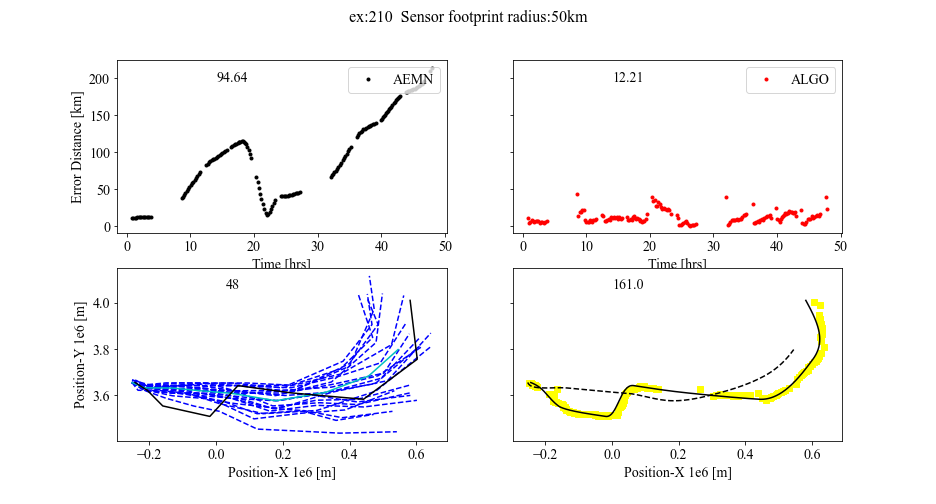 ex:210  Sensor footprint radius:50km
94.64
AEMN
Error Distance [km]
200
150
100
50
0
0 10 20 30 40 50
Time [hrs]
12.21
ALGO
0 10 20 30 40 50
Time [hrs]
48
Position-Y 1e6 [m]
4.0
3.8
3.6
−0.2 0.0 0.2 0.4 0.6
Position-X 1e6 [m]
161.0
−0.2 0.0 0.2 0.4 0.6
Position-X 1e6 [m]